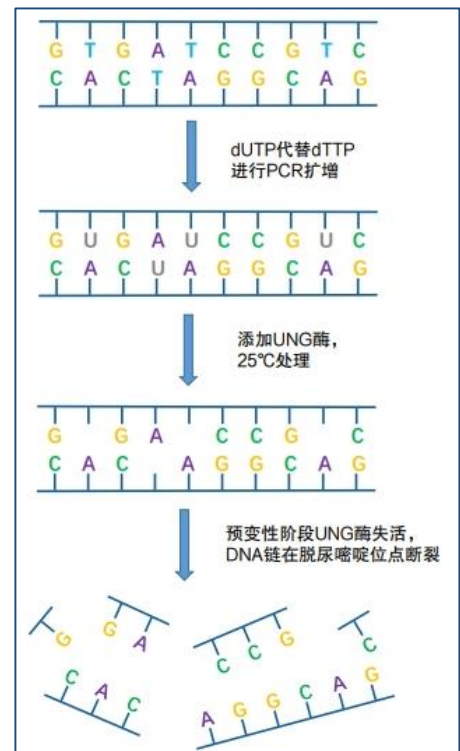 G T G A T C C G T C
C A C T A G G C A G
dUTP代替dTTP
进行PCR扩增
G U G A U C C G U C
C A C U A G G C A G
添加UNG酶,
25℃处理
G G A C C G C
C A C A G G C A G
预变性阶段UNG酶失活,
DNA链在脱尿嘧啶位点断裂
G G A C C G C
C A C A G G C A G